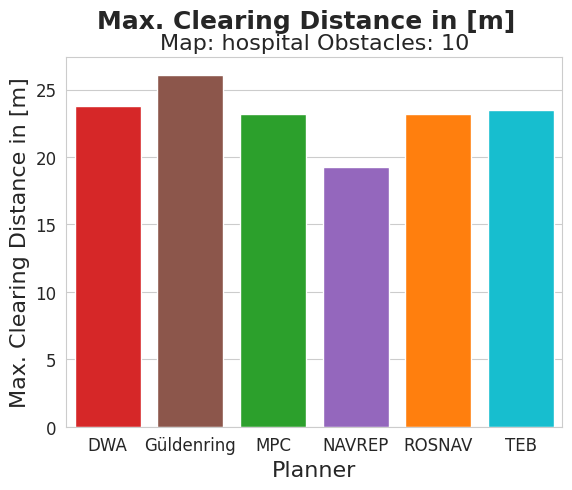 Max. Clearing Distance in [m]
Map: hospital Obstacles: 10
Max. Clearing Distance in [m]
25
20
15
10
5
0
DWA Güldenring MPC NAVREP ROSNAV TEB
Planner